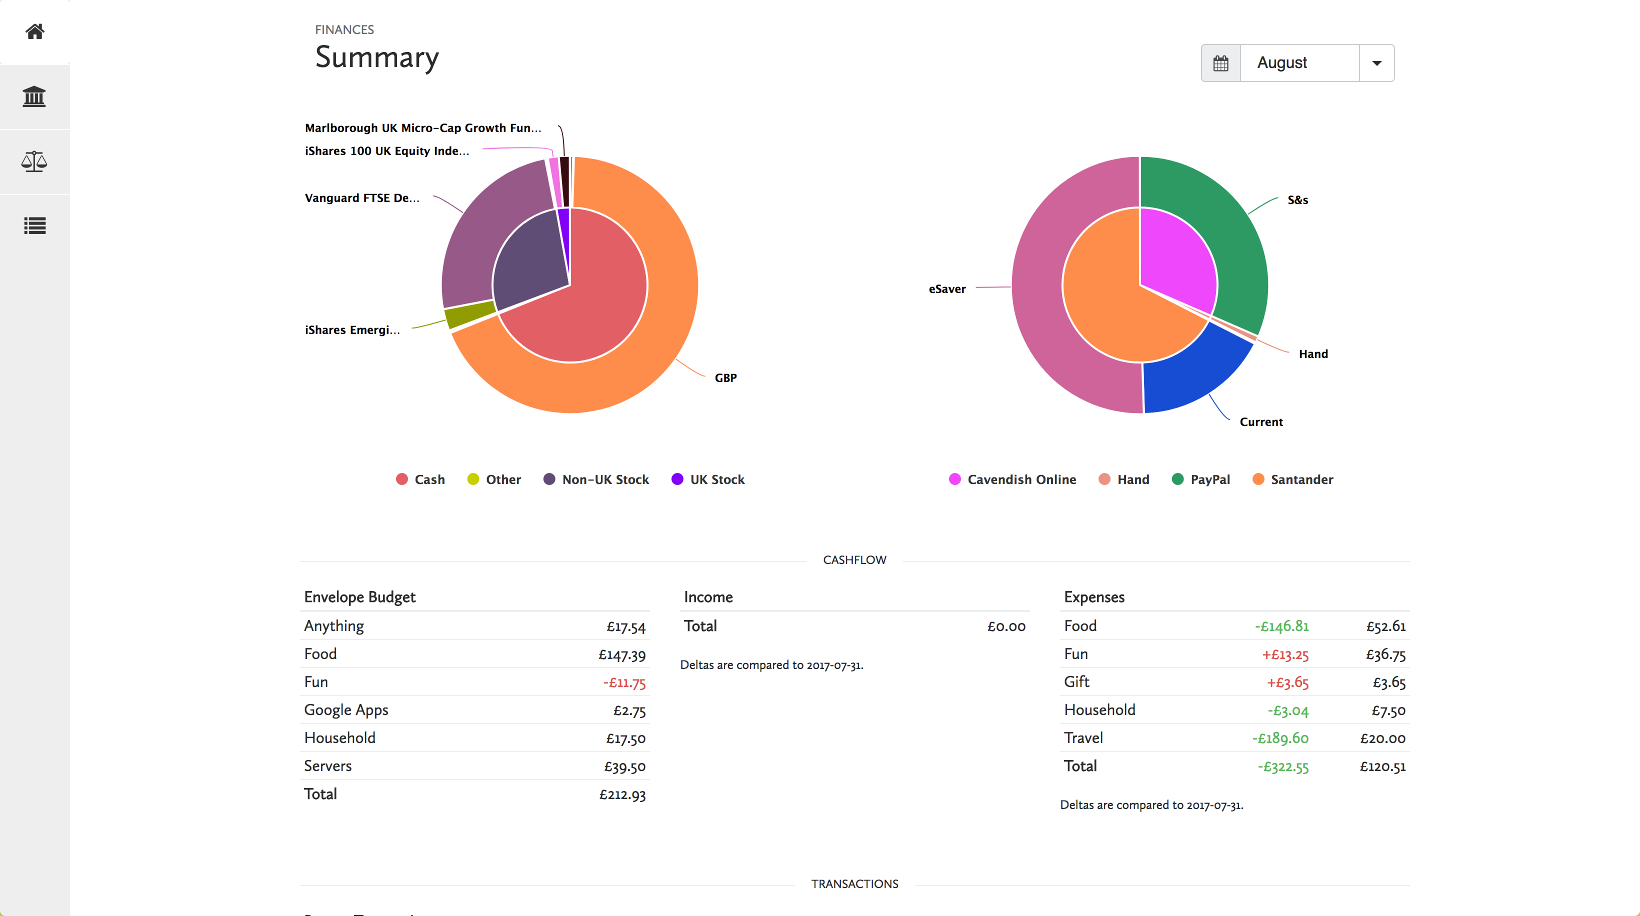 FINANCES
Summary
August
Marlborough UK Micro-Cap Growth Fun...
iShares 100 UK Equity Inde...
Vanguard FTSE De...
iShares Emergi...
GBP
Cash Other Non-UK Stock UK Stock
S&s
eSaver
Hand
Current
Cavendish Online Hand PayPal Santander
CASHFLOW
Envelope Budget
Anything £17.54
Food £147.39
Fun -£11.75
Google Apps £2.75
Household £17.50
Servers £39.50
Total £212.93
Income
Total £0.00
Deltas are compared to 2017-07-31.
Expenses
Food -£146.81 £52.61
Fun +£13.25 £36.75
Gift +£3.65 £3.65
Household -£3.04 £7.50
Travel -£189.60 £20.00
Total -£322.55 £120.51
Deltas are compared to 2017-07-31.
TRANSACTIONS